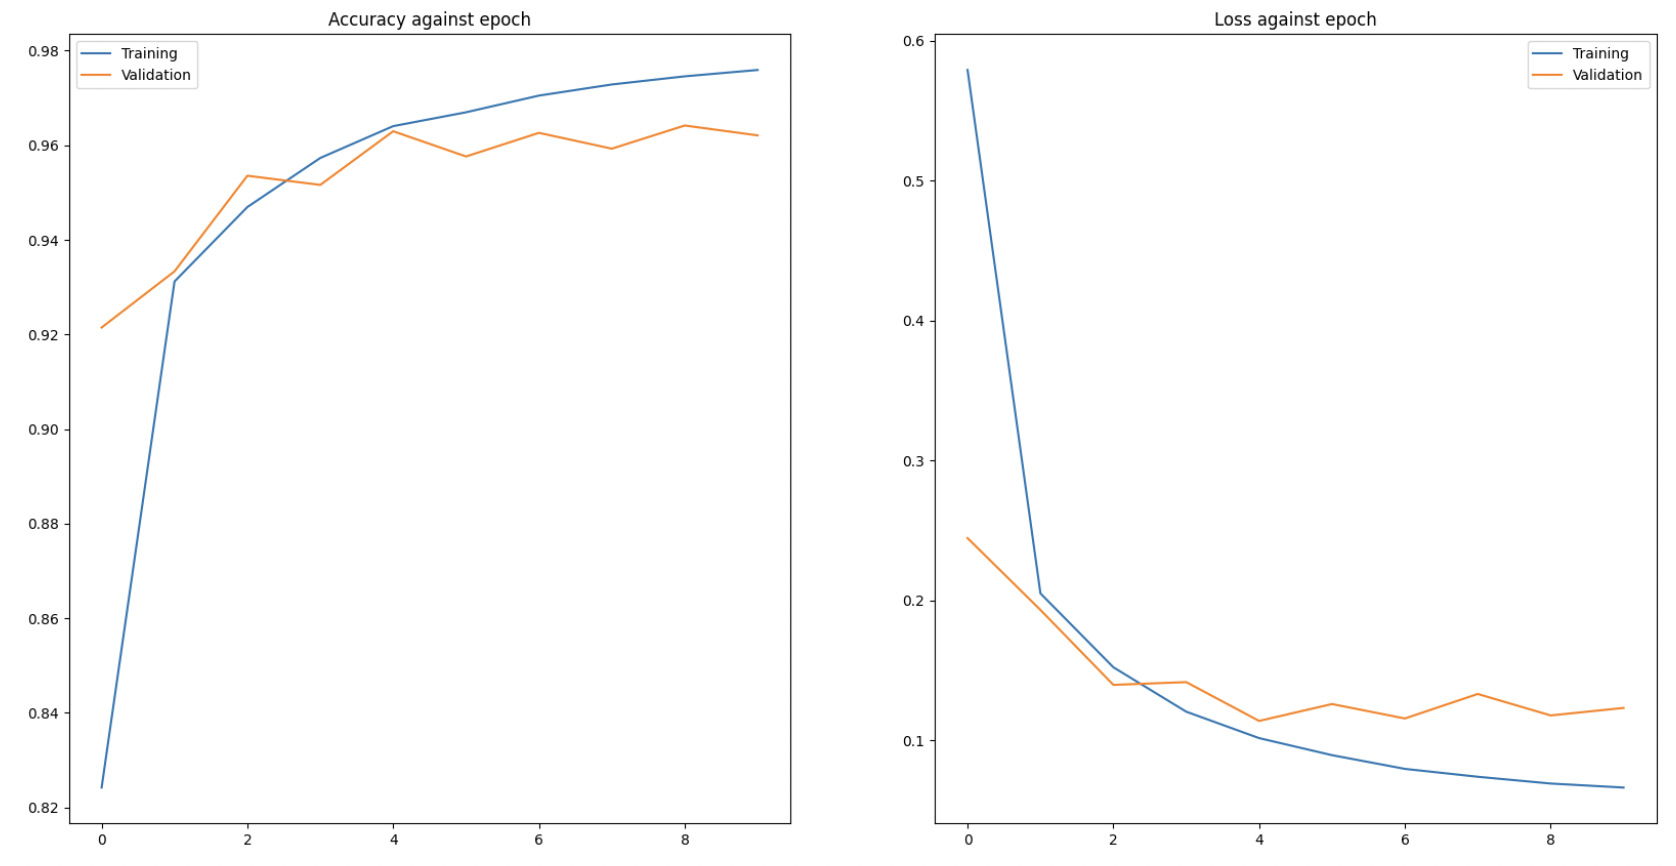 Accuracy against epoch
Training
Validation
0.98
0.96
0.94
0.92
0.90
0.88
0.86
0.84
0.82
0 2 4 6 8
Loss against epoch
Training
Validation
0.6
0.5
0.4
0.3
0.2
0.1
0 2 4 6 8